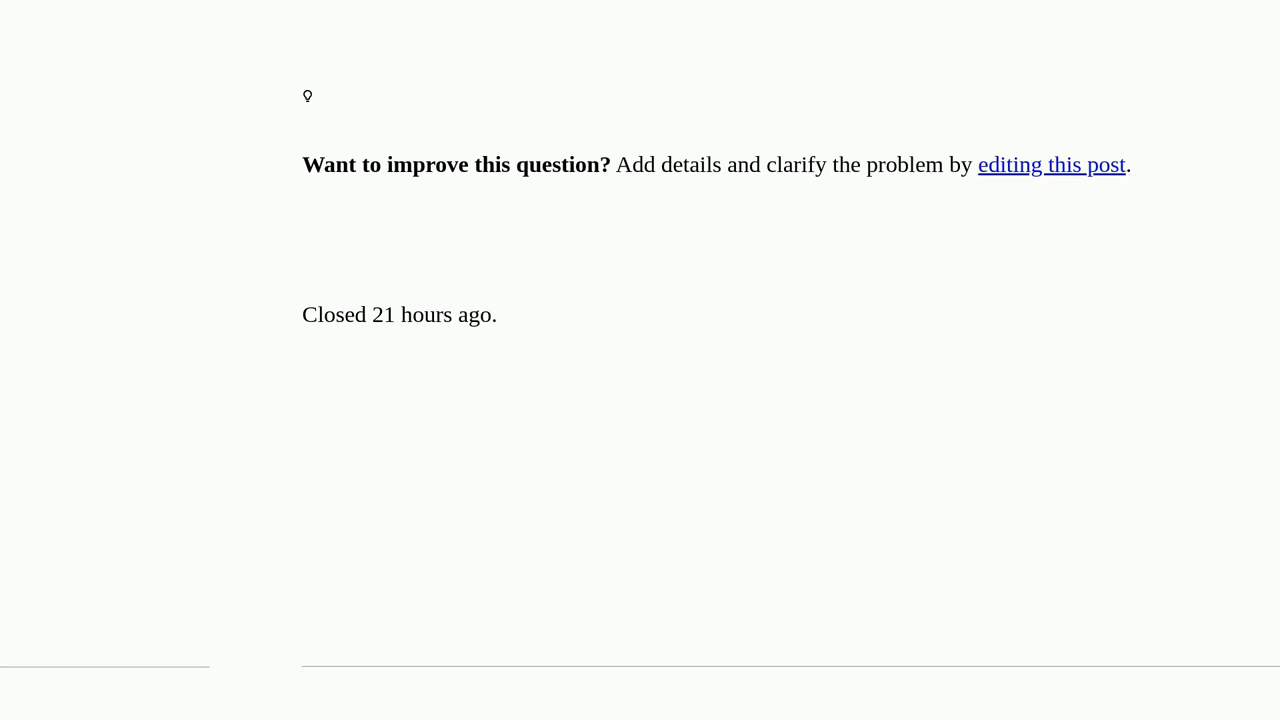 Want to improve this question? Add details and clarify the problem by editing this post.
Closed 21 hours ago.